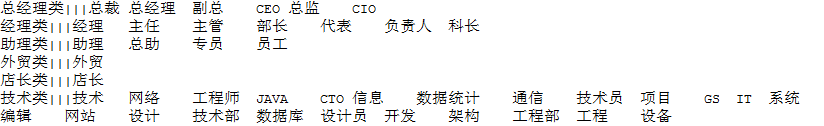 总经理类|||总裁 总经理 副总 CEO 总监 CIO
经理类|||经理 主任 主管 部长 代表 负责人 科长
助理类|||助理 总助 专员 员工
外贸类|||外贸
店长类|||店长
技术类|||技术 网络 工程师 JAVA CTO 信息 数据统计 通信 技术员 项目 GS IT 系统
编辑 网站 设计 技术部 数据库 设计员 开发 架构 工程部 工程 设备